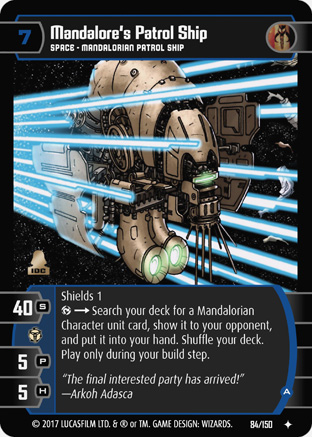 7
Mandalore's Patrol Ship
SPACE - MANDALORIAN PATROL SHIP
IDC
40 S
5 P
5 H
Shields 1
Search your deck for a Mandalorian
Character unit card, show it to your opponent,
and put it into your hand. Shuffle your deck.
Play only during your build step.
"The final interested party has arrived!"
—Arkoh Adasca
A
© 2017 LUCASFILM LTD. & ® or TM. GAME DESIGN: WIZARDS.
84/150